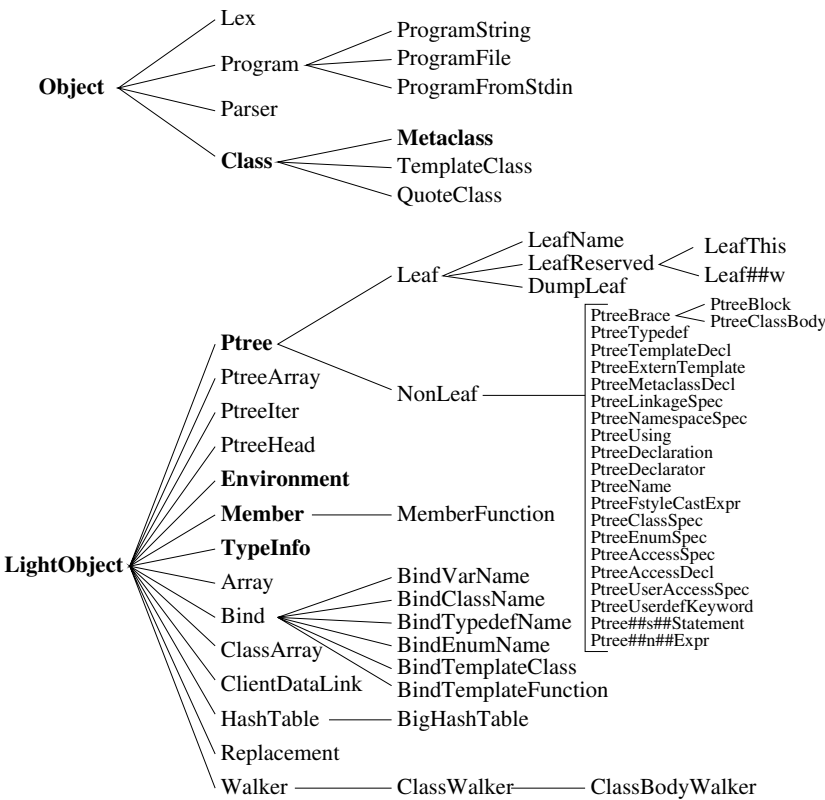 Lex
ProgramString
Program
ProgramFile
Object
ProgramFromStdin
Parser
Metaclass
Class
TemplateClass
QuoteClass
LeafName
LeafThis
Leaf
LeafReserved
Leaf##w
DumpLeaf
PtreeBlock
PtreeBrace
PtreeClassBody
PtreeTypedef
Ptree
PtreeTemplateDecl
PtreeExternTemplate
PtreeArray
PtreeMetaclassDecl
NonLeaf
PtreeLinkageSpec
PtreeIter
PtreeNamespaceSpec
PtreeUsing
PtreeHead
PtreeDeclaration
PtreeDeclarator
Environment
PtreeName
PtreeFstyleCastExpr
Member
MemberFunction
PtreeClassSpec
PtreeEnumSpec
TypeInfo
PtreeAccessSpec
LightObject
PtreeAccessDecl
Array
BindVarName
PtreeUserAccessSpec
BindClassName
PtreeUserdefKeyword
Bind
BindTypedefName
Ptree##s##Statement
BindEnumName
Ptree##n##Expr
ClassArray
BindTemplateClass
ClientDataLink
BindTemplateFunction
HashTable
BigHashTable
Replacement
Walker
ClassWalker
ClassBodyWalker